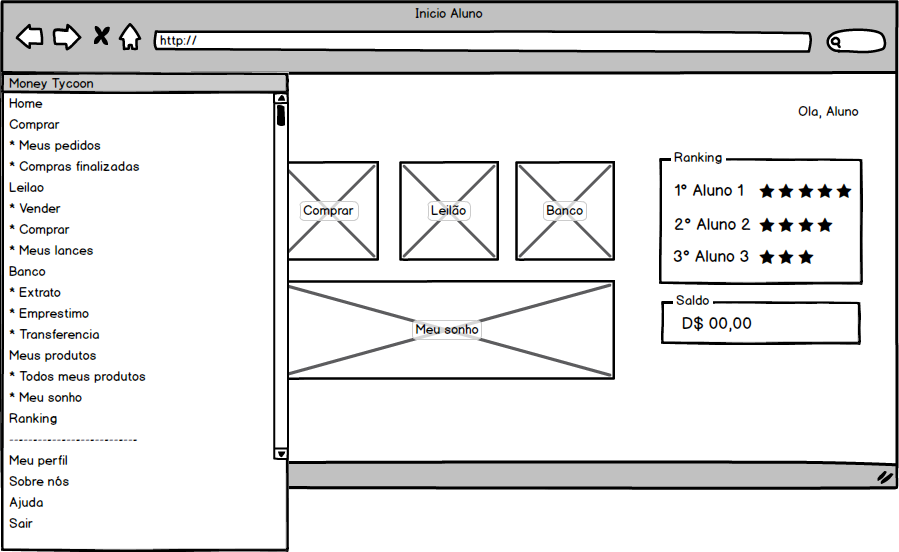 Inicio Aluno
http://
Money Tycoon
Home
Comprar
* Meus pedidos
* Compras finalizadas
Leilao
* Vender
* Comprar
* Meus lances
Banco
* Extrato
* Emprestimo
* Transferencia
Meus produtos
* Todos meus produtos
* Meu sonho
Ranking
---------------------------
Meu perfil
Sobre nós
Ajuda
Sair
Comprar
Leilão
Banco
Meu sonho
Ola, Aluno
Ranking
1° Aluno 1 ★★★★★
2° Aluno 2 ★★★★
3° Aluno 3 ★★★
Saldo
D$ 00,00